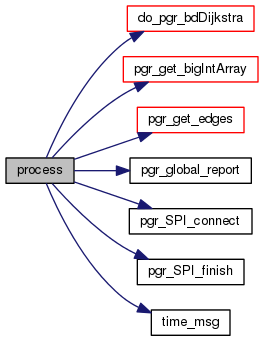 do_pgr_bdDijkstra
pgr_get_bigIntArray
pgr_get_edges
process
pgr_global_report
pgr_SPI_connect
pgr_SPI_finish
time_msg